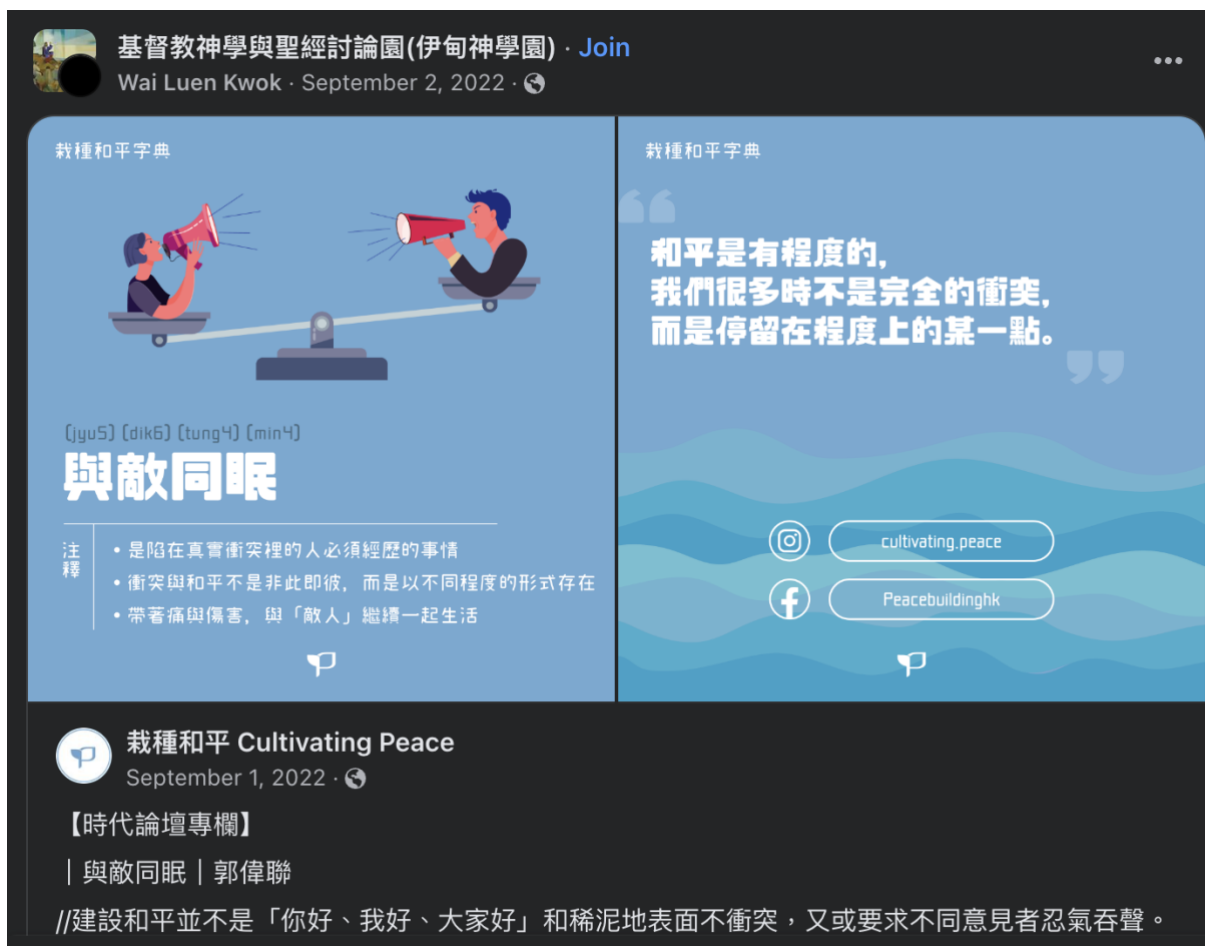 基督教神學與聖經討論園(伊甸神學園) · Join
Wai Luen Kwok · September 2, 2022 ·
栽種和平字典
(jyu5) (dik6) (tung4) (min4)
與敵同眠
注釋
• 是陷在真實衝突裡的人必須經歷的事情
• 衝突與和平不是非此即彼，而是以不同程度的形式存在
• 帶著痛與傷害，與「敵人」繼續一起生活
栽種和平字典
“
和平是有程度的，
我們很多時不是完全的衝突，
而是停留在程度上的某一點。
”
cultivating.peace
Peacebuildinghk
栽種和平 Cultivating Peace
September 1, 2022 ·
【時代論壇專欄】
｜與敵同眠｜郭偉聯
//建設和平並不是「你好、我好、大家好」和稀泥地表面不衝突，又或要求不同意見者忍氣吞聲。